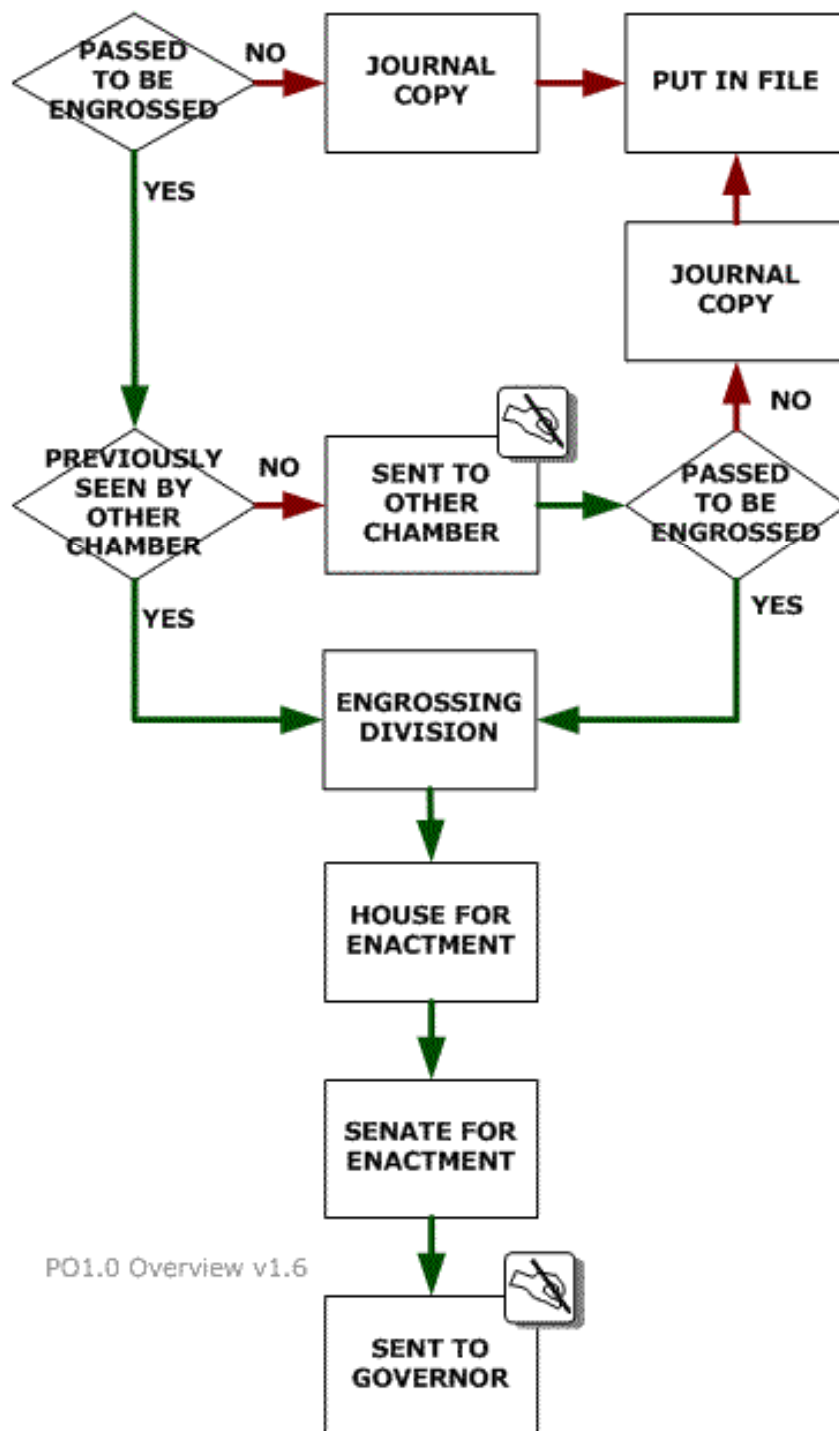 PASSED
TO BE
ENGROSSED
NO
JOURNAL
COPY
PUT IN FILE
YES
JOURNAL
COPY
NO
PREVIOUSLY
SEEN BY
OTHER
CHAMBER
NO
SENT TO
OTHER
CHAMBER
PASSED
TO BE
ENGROSSED
YES
YES
ENGROSSING
DIVISION
HOUSE FOR
ENACTMENT
SENATE FOR
ENACTMENT
PO1.0 Overview v1.6
SENT TO
GOVERNOR